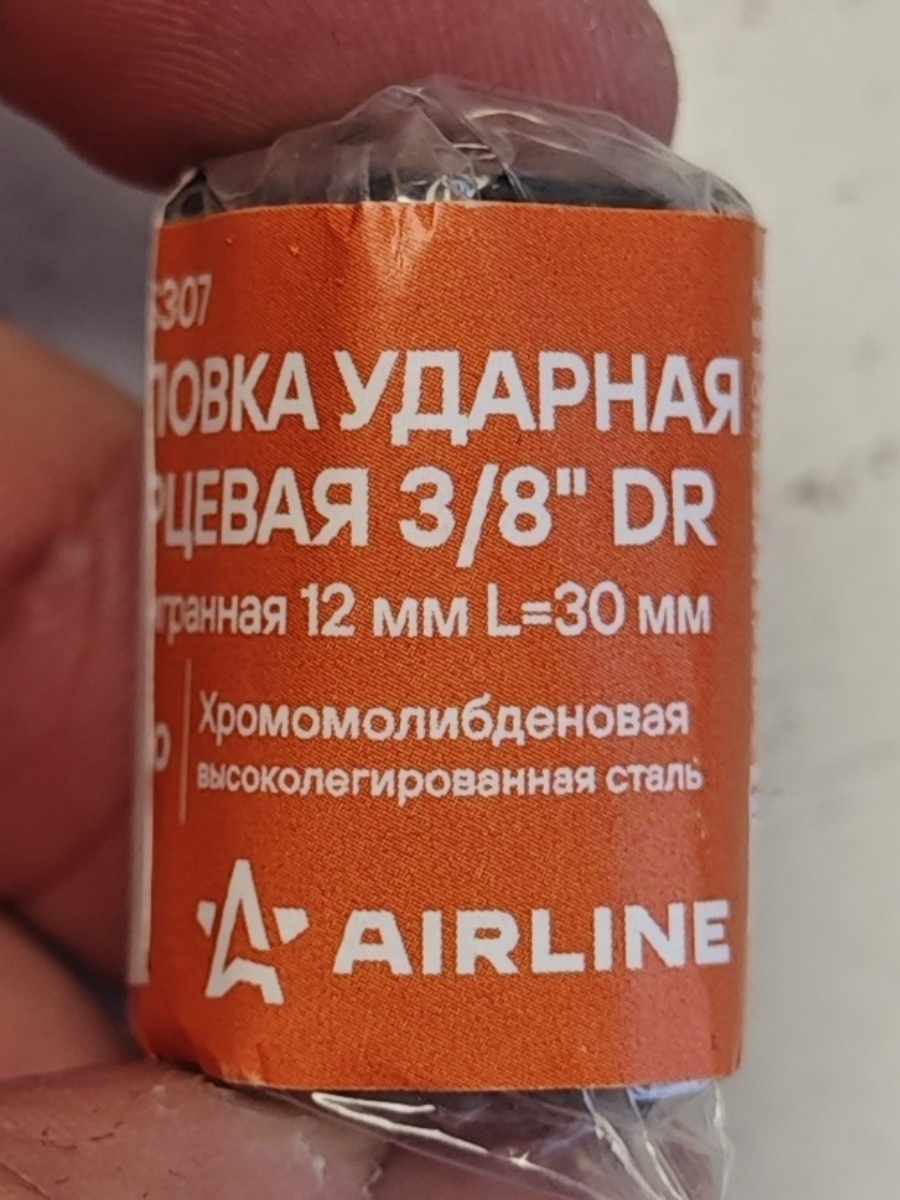 307
ЛОВКА УДАРНАЯ
РЦЕВАЯ 3/8" DR
гранная 12 мм L=30 мм
Хромомолибденовая
высоколегированная сталь
AIRLINE